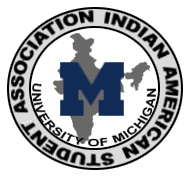 INDIAN AMERICAN STUDENT ASSOCIATION
M
UNIVERSITY OF MICHIGAN